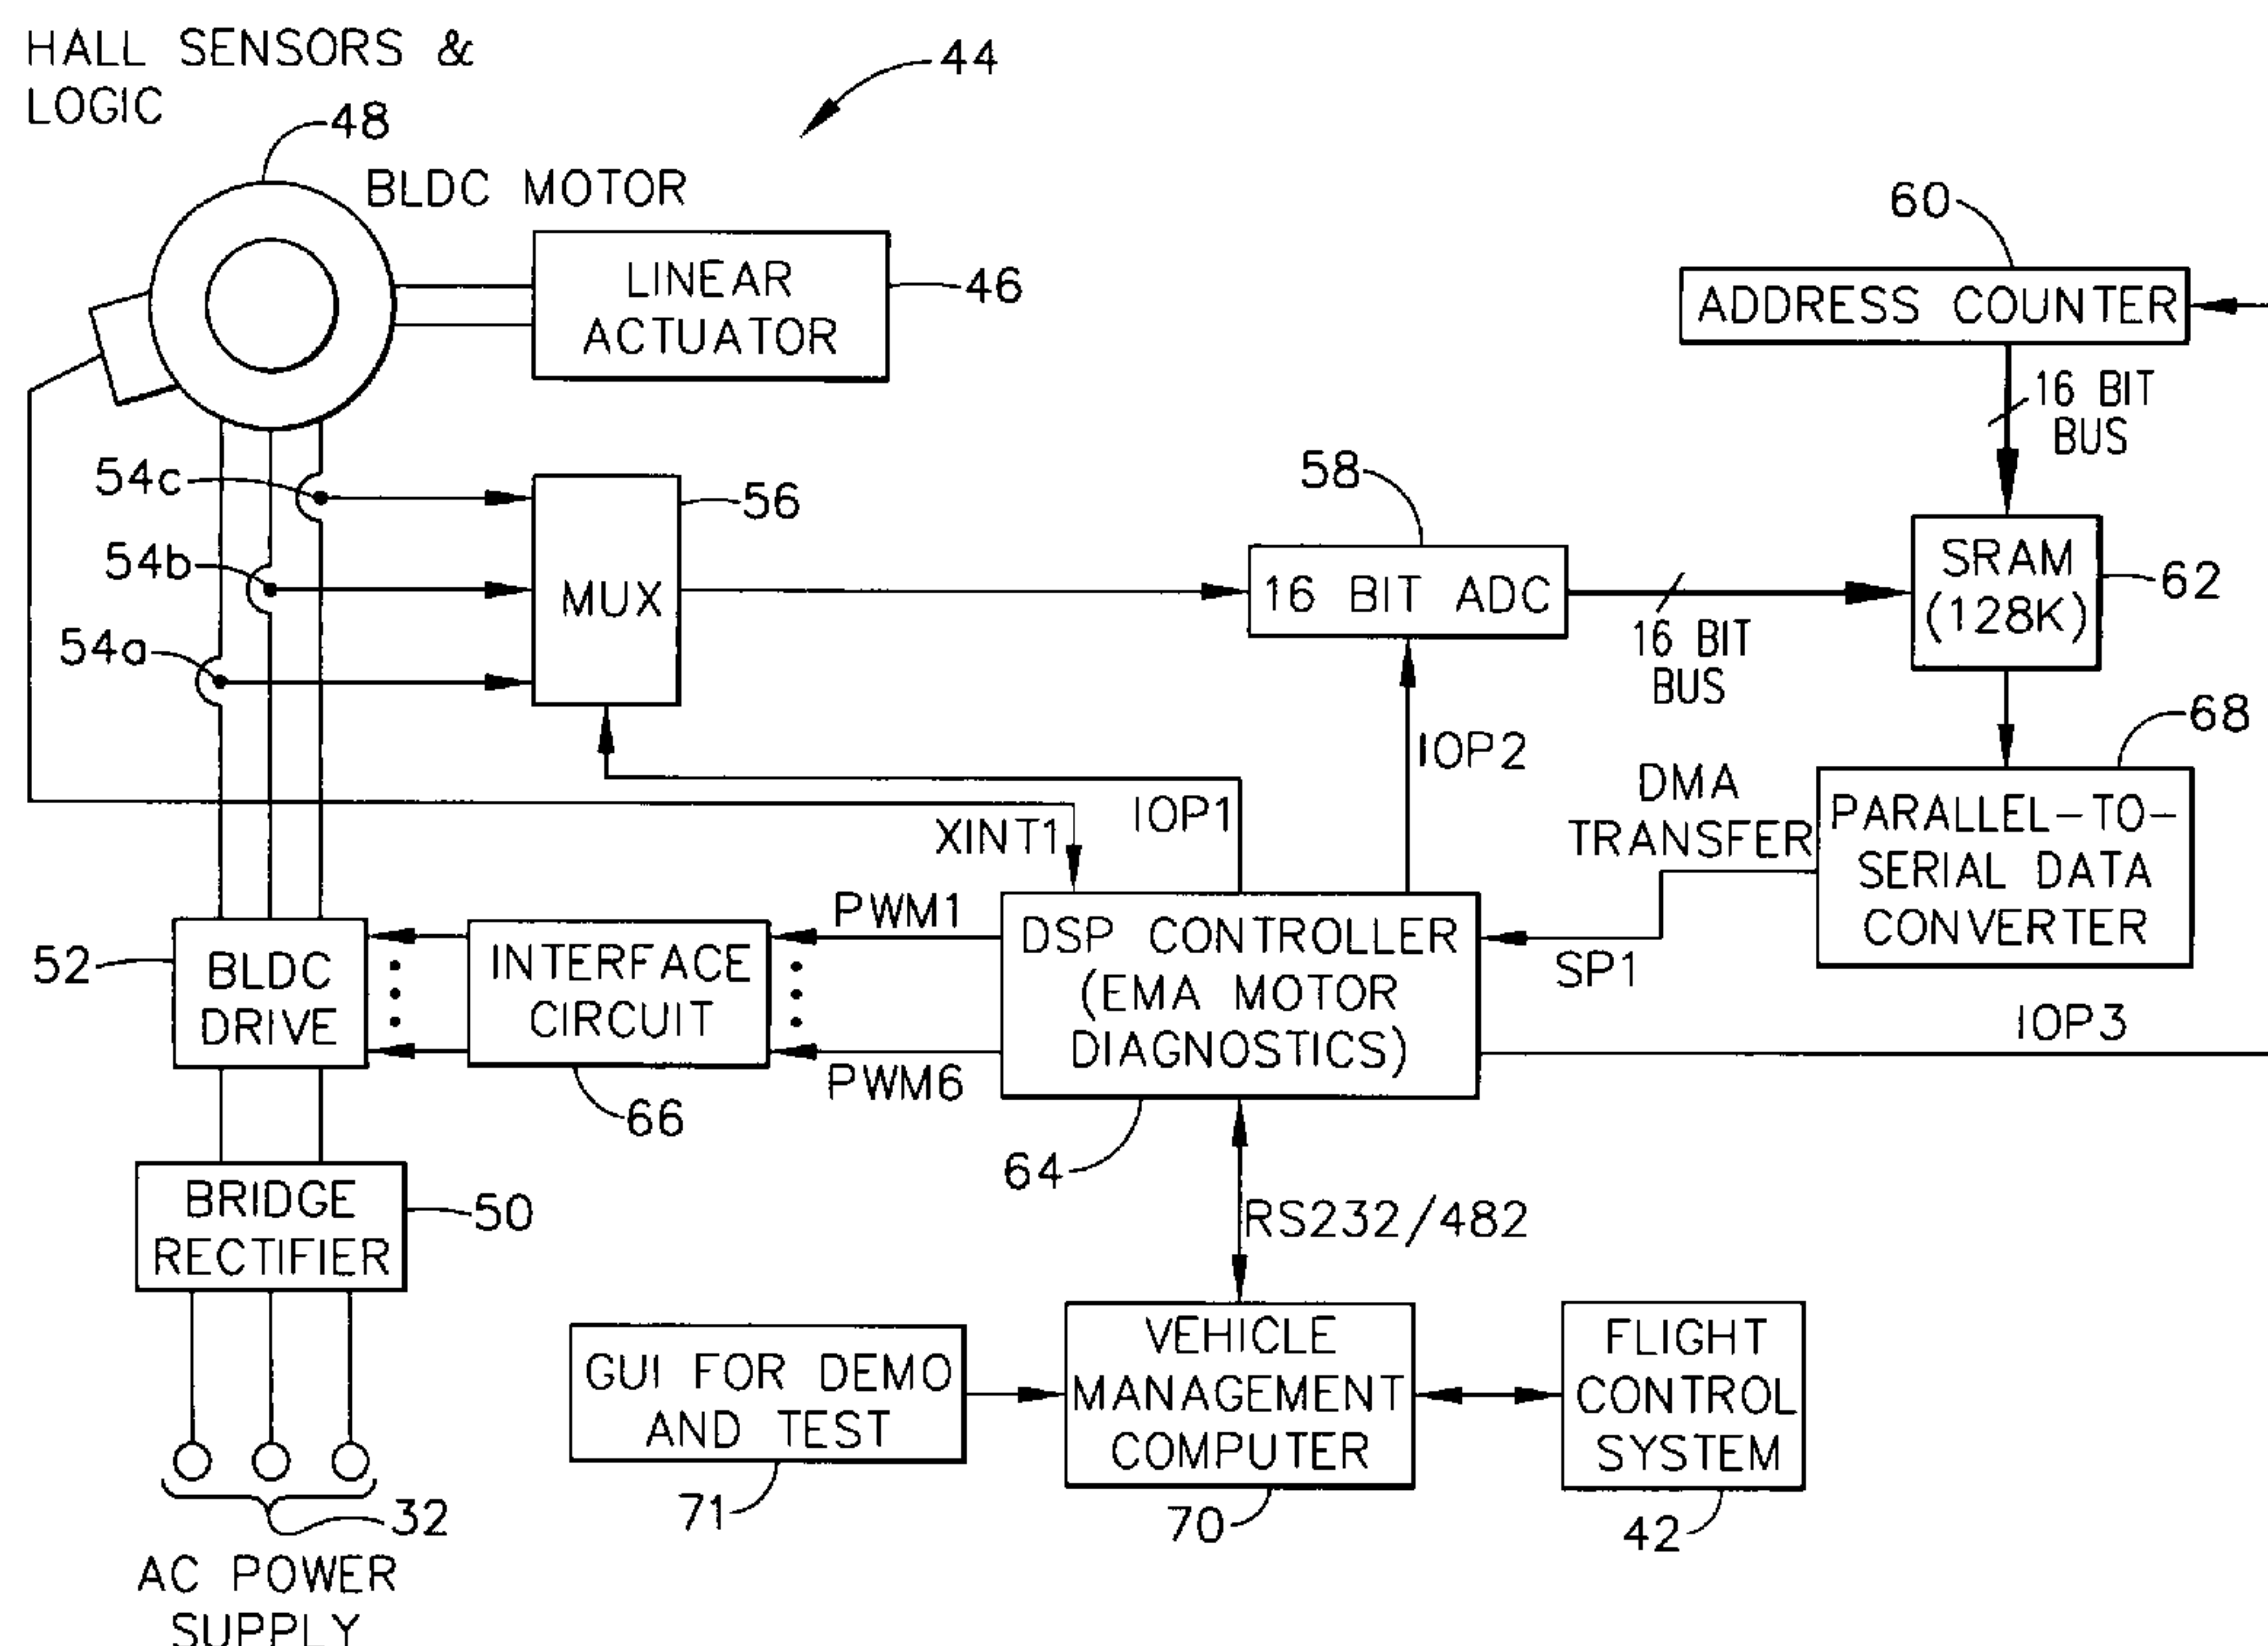 HALL SENSORS &
LOGIC
44
48
BLDC MOTOR
LINEAR
ACTUATOR
46
60
ADDRESS COUNTER
16 BIT
BUS
54c
54b
54a
56
MUX
58
16 BIT ADC
16 BIT
BUS
SRAM
(128K)
62
68
IOP2
DMA
TRANSFER
PARALLEL-TO-
SERIAL DATA
CONVERTER
XINT1
IOP1
PWM1
PWM6
52
BLDC
DRIVE
INTERFACE
CIRCUIT
66
DSP CONTROLLER
(EMA MOTOR
DIAGNOSTICS)
64
SP1
IOP3
BRIDGE
RECTIFIER
50
RS232/482
GUI FOR DEMO
AND TEST
71
VEHICLE
MANAGEMENT
COMPUTER
70
FLIGHT
CONTROL
SYSTEM
42
32
AC POWER
SUPPLY